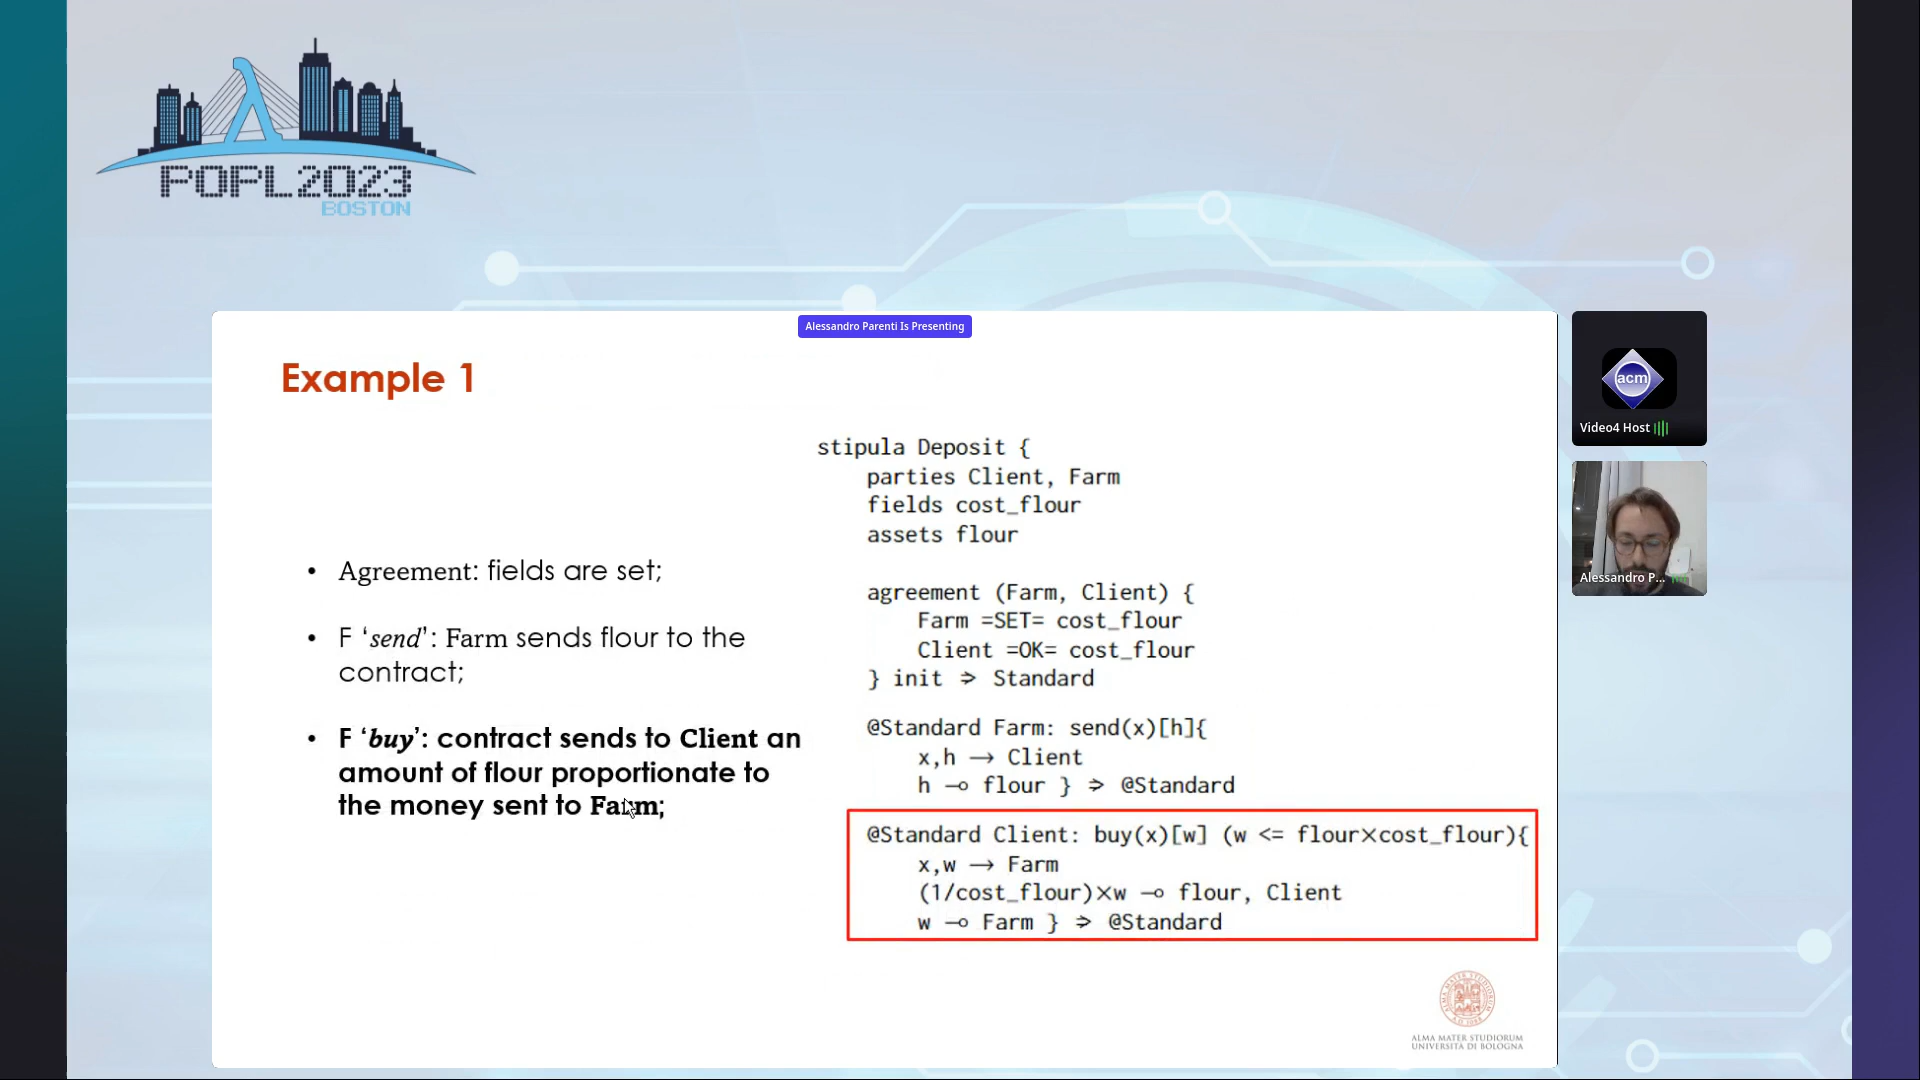 POPL2023
BOSTON
Alessandro Parenti Is Presenting
Example 1
• Agreement: fields are set;
• F ‘send’: Farm sends flour to the
contract;
• F ‘buy’: contract sends to Client an
amount of flour proportionate to
the money sent to Farm;
stipula Deposit {
parties Client, Farm
fields cost_flour
assets flour
agreement (Farm, Client) {
Farm =SET= cost_flour
Client =OK= cost_flour
} init ⇒ Standard
@Standard Farm: send(x)[h]{
x,h → Client
h ⊸ flour } ⇒ @Standard
@Standard Client: buy(x)[w] (w <= flour×cost_flour){
x,w → Farm
(1/cost_flour)×w ⊸ flour, Client
w ⊸ Farm } ⇒ @Standard
ALMA MATER STUDIORUM
UNIVERSITÀ DI BOLOGNA
acm
Video4 Host
Alessandro P...